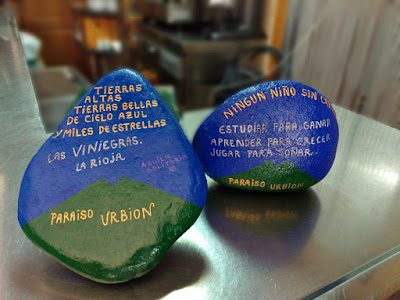 TIERRAS
ALTAS
TIERRAS BELLAS
DE CIELO AZUL
Y MILES DE ESTRELLAS
LAS VINIEGRAS.
LA RIOJA
PARAISO URBION
NINGUN NIÑO SIN
ESTUDIAR PARA GANAR
APRENDER PARA CRECER
JUGAR PARA SOÑAR...
PARAISO URBION